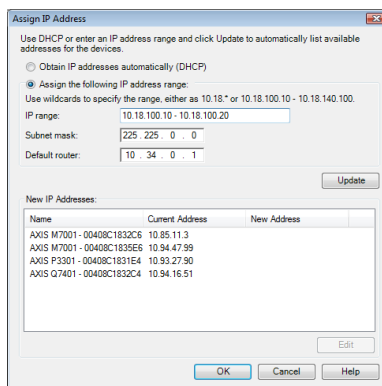 Assign IP Address
Use DHCP or enter an IP address range and click Update to automatically list available
addresses for the devices.
Obtain IP addresses automatically (DHCP)
Assign the following IP address range:
Use wildcards to specify the range, either as 10.18.* or 10.18.100.10 - 10.18.140.100.
IP range: 10.18.100.10 - 10.18.100.20
Subnet mask: 225 . 225 . 0 . 0
Default router: 10 . 34 . 0 . 1
Update
New IP Addresses:
Name Current Address New Address
AXIS M7001 - 00408C1832C6 10.85.11.3
AXIS M7001 - 00408C1835E6 10.94.47.99
AXIS P3301 - 00408C1831E4 10.93.27.90
AXIS Q7401 - 00408C1832C4 10.94.16.51
Edit
OK Cancel Help